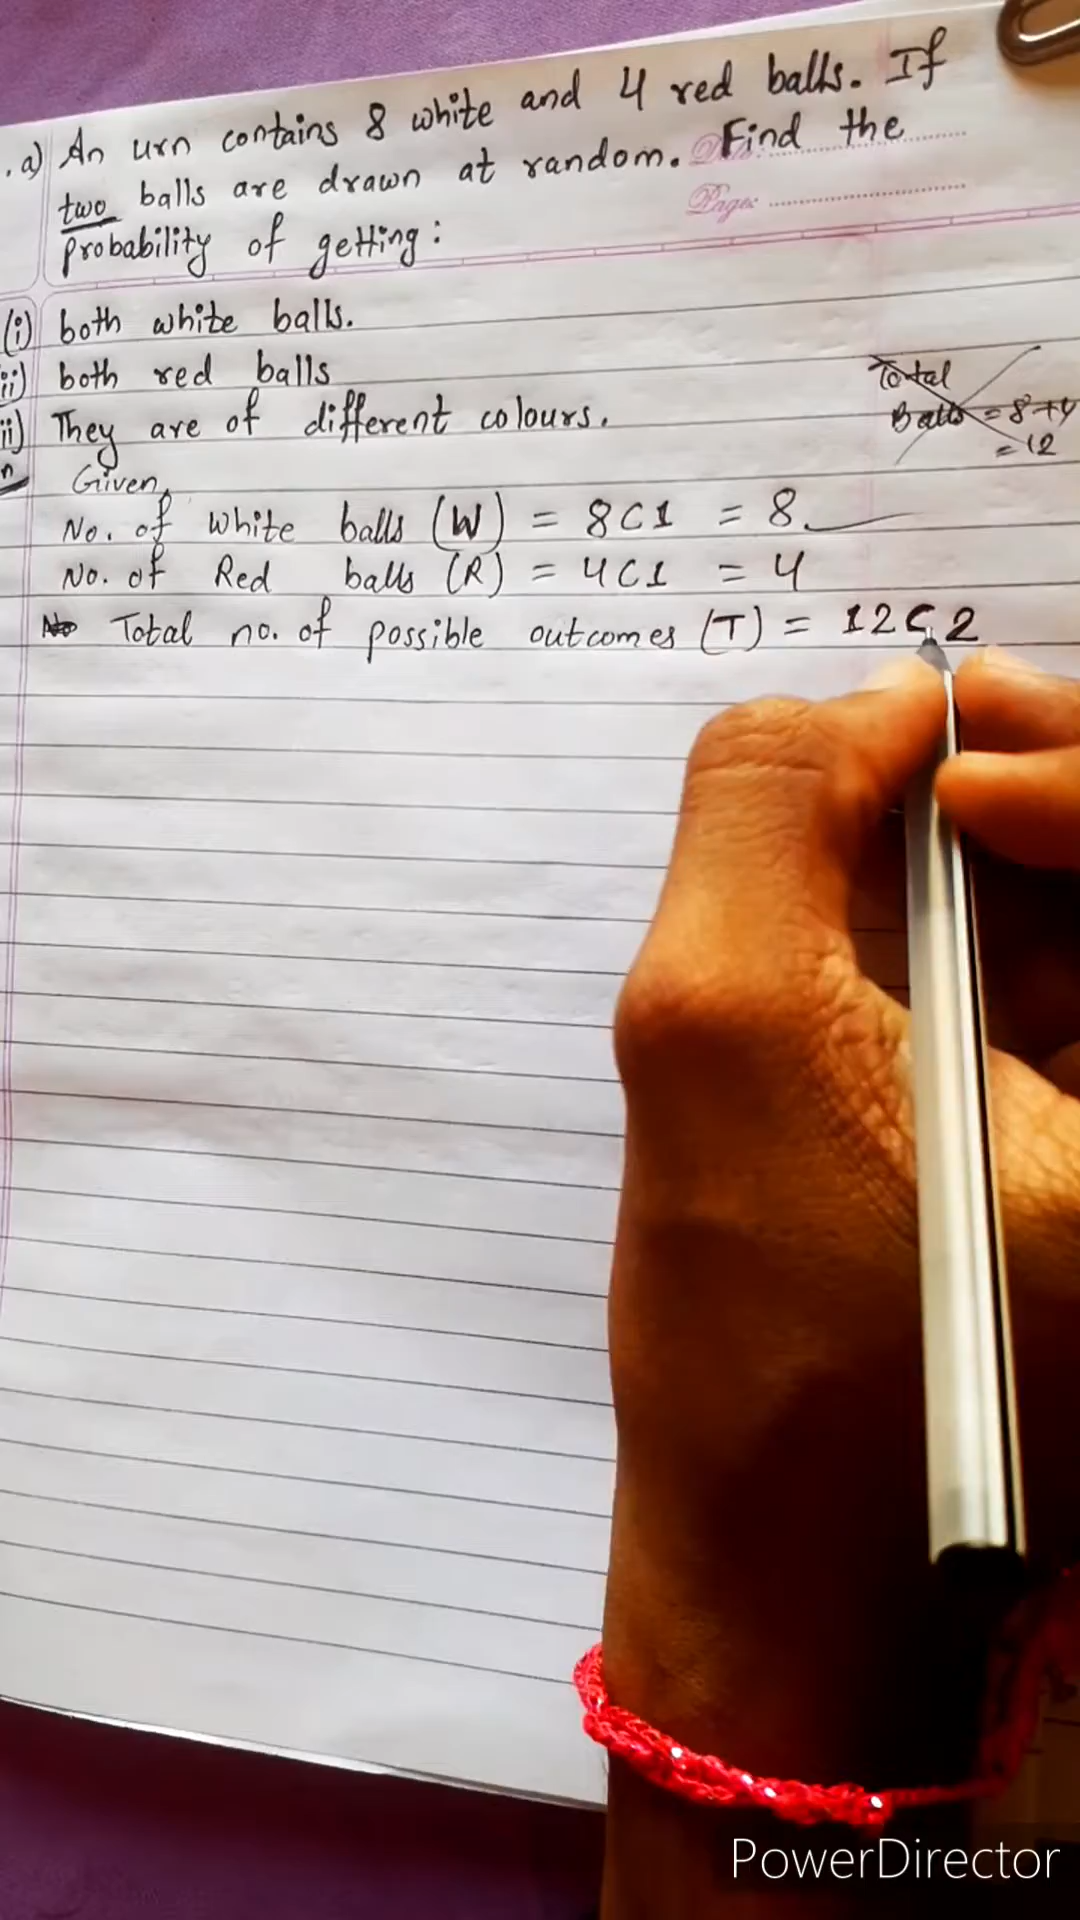 .a) An urn contains 8 white and 4 red balls. If
two balls are drawn at random. Find the
Page:
probability of getting:
(i) both white balls.
ii) both red balls
ii) They are of different colours.
Total
Balls = 8+4
= 12
n
Given,
No. of white balls (W) = 8C1 = 8
No. of Red balls (R) = 4C1 = 4
No Total no. of possible outcomes (T) = 12C2
PowerDirector